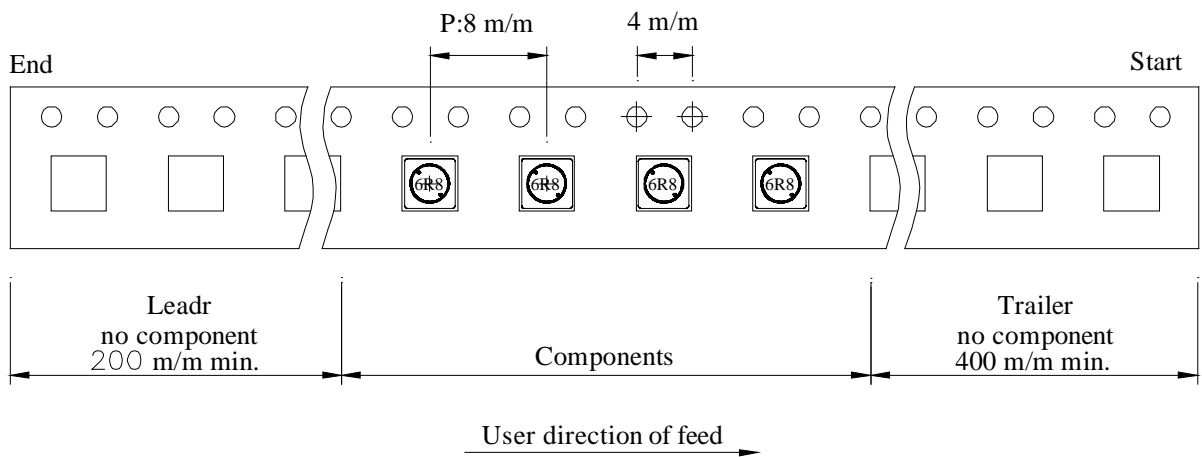 P:8 m/m
4 m/m
End
Start
6R8
6R8
6R8
6R8
Leadr
no component
200 m/m min.
Components
Trailer
no component
400 m/m min.
User direction of feed